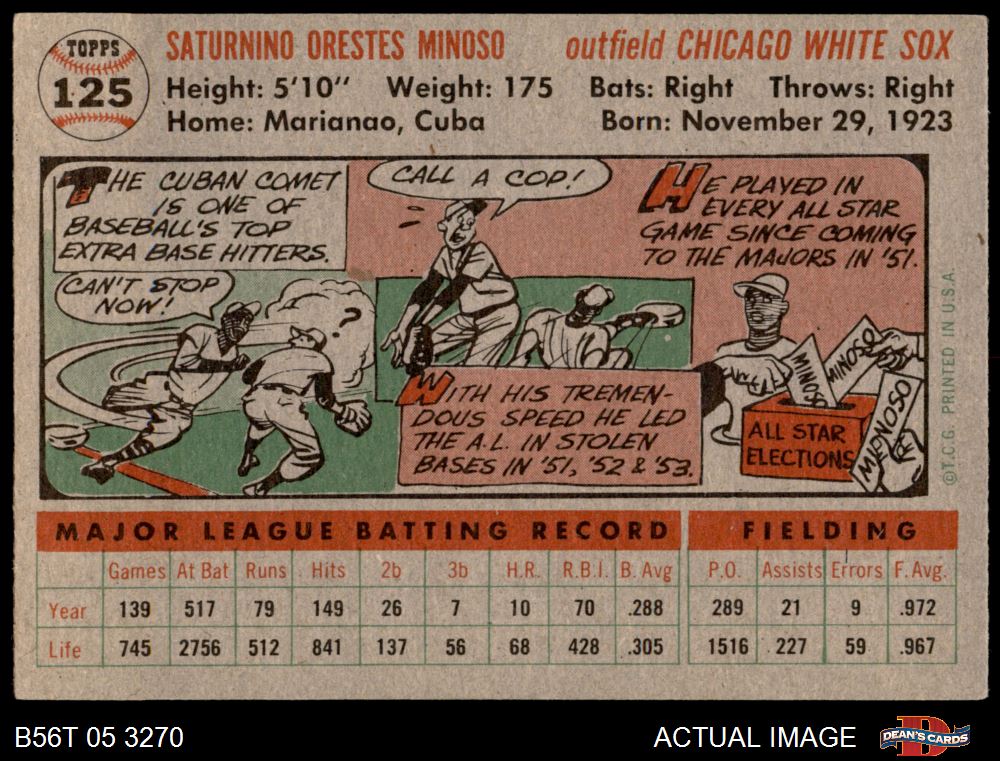 TOPPS
125
SATURNINO ORESTES MINOSO outfield CHICAGO WHITE SOX
Height: 5'10" Weight: 175 Bats: Right Throws: Right
Home: Marianao, Cuba Born: November 29, 1923
THE CUBAN COMET
IS ONE OF
BASEBALL'S TOP
EXTRA BASE HITTERS.
CAN'T STOP
NOW!
?
CALL A COP!
WITH HIS TREMEN-
DOUS SPEED HE LED
THE A.L. IN STOLEN
BASES IN '51, '52 & '53.
HE PLAYED IN
EVERY ALL STAR
GAME SINCE COMING
TO THE MAJORS IN '51.
MINOSO
MINOSO
MIENOSO
ALL STAR
ELECTIONS
©T.C.G. PRINTED IN U.S.A.
MAJOR LEAGUE BATTING RECORD FIELDING
Games At Bat Runs Hits 2b 3b H.R. R.B.I. B. Avg P.O. Assists Errors F. Avg.
Year 139 517 79 149 26 7 10 70 .288 289 21 9 .972
Life 745 2756 512 841 137 56 68 428 .305 1516 227 59 .967
B56T 05 3270 ACTUAL IMAGE DEAN'S CARDS